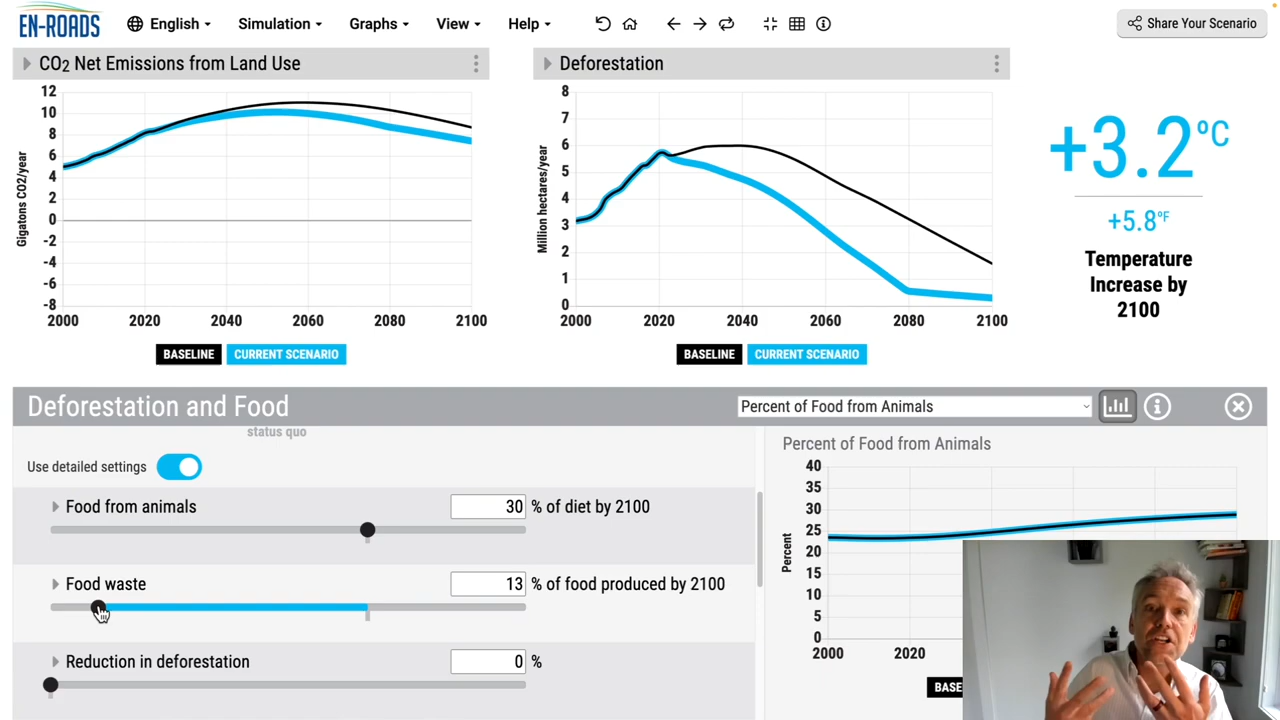 EN-ROADS
English
Simulation
Graphs
View
Help
Share Your Scenario
CO2 Net Emissions from Land Use
Gigatons CO2/year
12
10
8
6
4
2
0
-2
-4
-6
-8
2000 2020 2040 2060 2080 2100
BASELINE CURRENT SCENARIO
Deforestation
Million hectares/year
8
7
6
5
4
3
2
1
0
2000 2020 2040 2060 2080 2100
BASELINE CURRENT SCENARIO
+3.2°C
+5.8°F
Temperature
Increase by
2100
Deforestation and Food
Percent of Food from Animals
status quo
Use detailed settings
Food from animals 30 % of diet by 2100
Food waste 13 % of food produced by 2100
Reduction in deforestation 0 %
Percent of Food from Animals
Percent
40
35
30
25
20
15
10
5
0
2000 2020
BASE